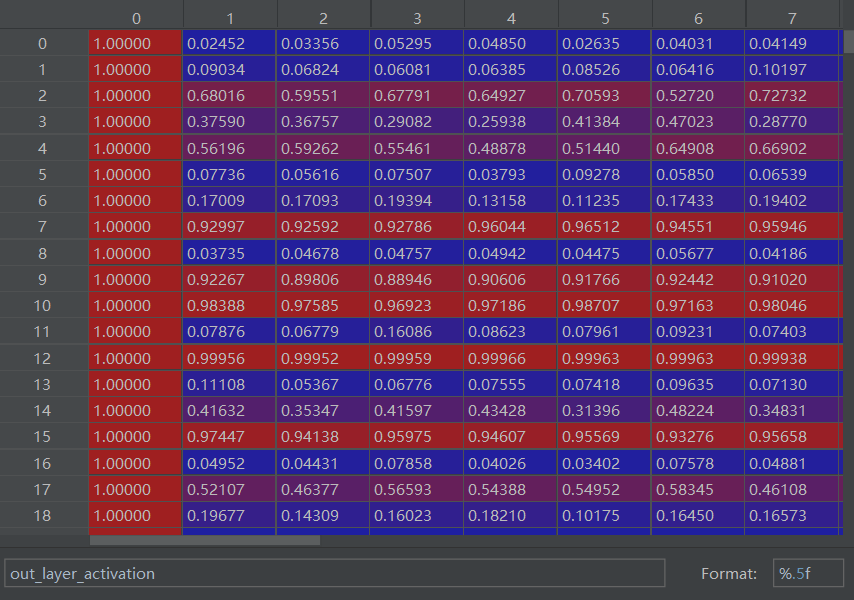 0 1 2 3 4 5 6 7
0 1.00000 0.02452 0.03356 0.05295 0.04850 0.02635 0.04031 0.04149
1 1.00000 0.09034 0.06824 0.06081 0.06385 0.08526 0.06416 0.10197
2 1.00000 0.68016 0.59551 0.67791 0.64927 0.70593 0.52720 0.72732
3 1.00000 0.37590 0.36757 0.29082 0.25938 0.41384 0.47023 0.28770
4 1.00000 0.56196 0.59262 0.55461 0.48878 0.51440 0.64908 0.66902
5 1.00000 0.07736 0.05616 0.07507 0.03793 0.09278 0.05850 0.06539
6 1.00000 0.17009 0.17093 0.19394 0.13158 0.11235 0.17433 0.19402
7 1.00000 0.92997 0.92592 0.92786 0.96044 0.96512 0.94551 0.95946
8 1.00000 0.03735 0.04678 0.04757 0.04942 0.04475 0.05677 0.04186
9 1.00000 0.92267 0.89806 0.88946 0.90606 0.91766 0.92442 0.91020
10 1.00000 0.98388 0.97585 0.96923 0.97186 0.98707 0.97163 0.98046
11 1.00000 0.07876 0.06779 0.16086 0.08623 0.07961 0.09231 0.07403
12 1.00000 0.99956 0.99952 0.99959 0.99966 0.99963 0.99963 0.99938
13 1.00000 0.11108 0.05367 0.06776 0.07555 0.07418 0.09635 0.07130
14 1.00000 0.41632 0.35347 0.41597 0.43428 0.31396 0.48224 0.34831
15 1.00000 0.97447 0.94138 0.95975 0.94607 0.95569 0.93276 0.95658
16 1.00000 0.04952 0.04431 0.07858 0.04026 0.03402 0.07578 0.04881
17 1.00000 0.52107 0.46377 0.56593 0.54388 0.54952 0.58345 0.46108
18 1.00000 0.19677 0.14309 0.16023 0.18210 0.10175 0.16450 0.16573
out_layer_activation Format: %.5f